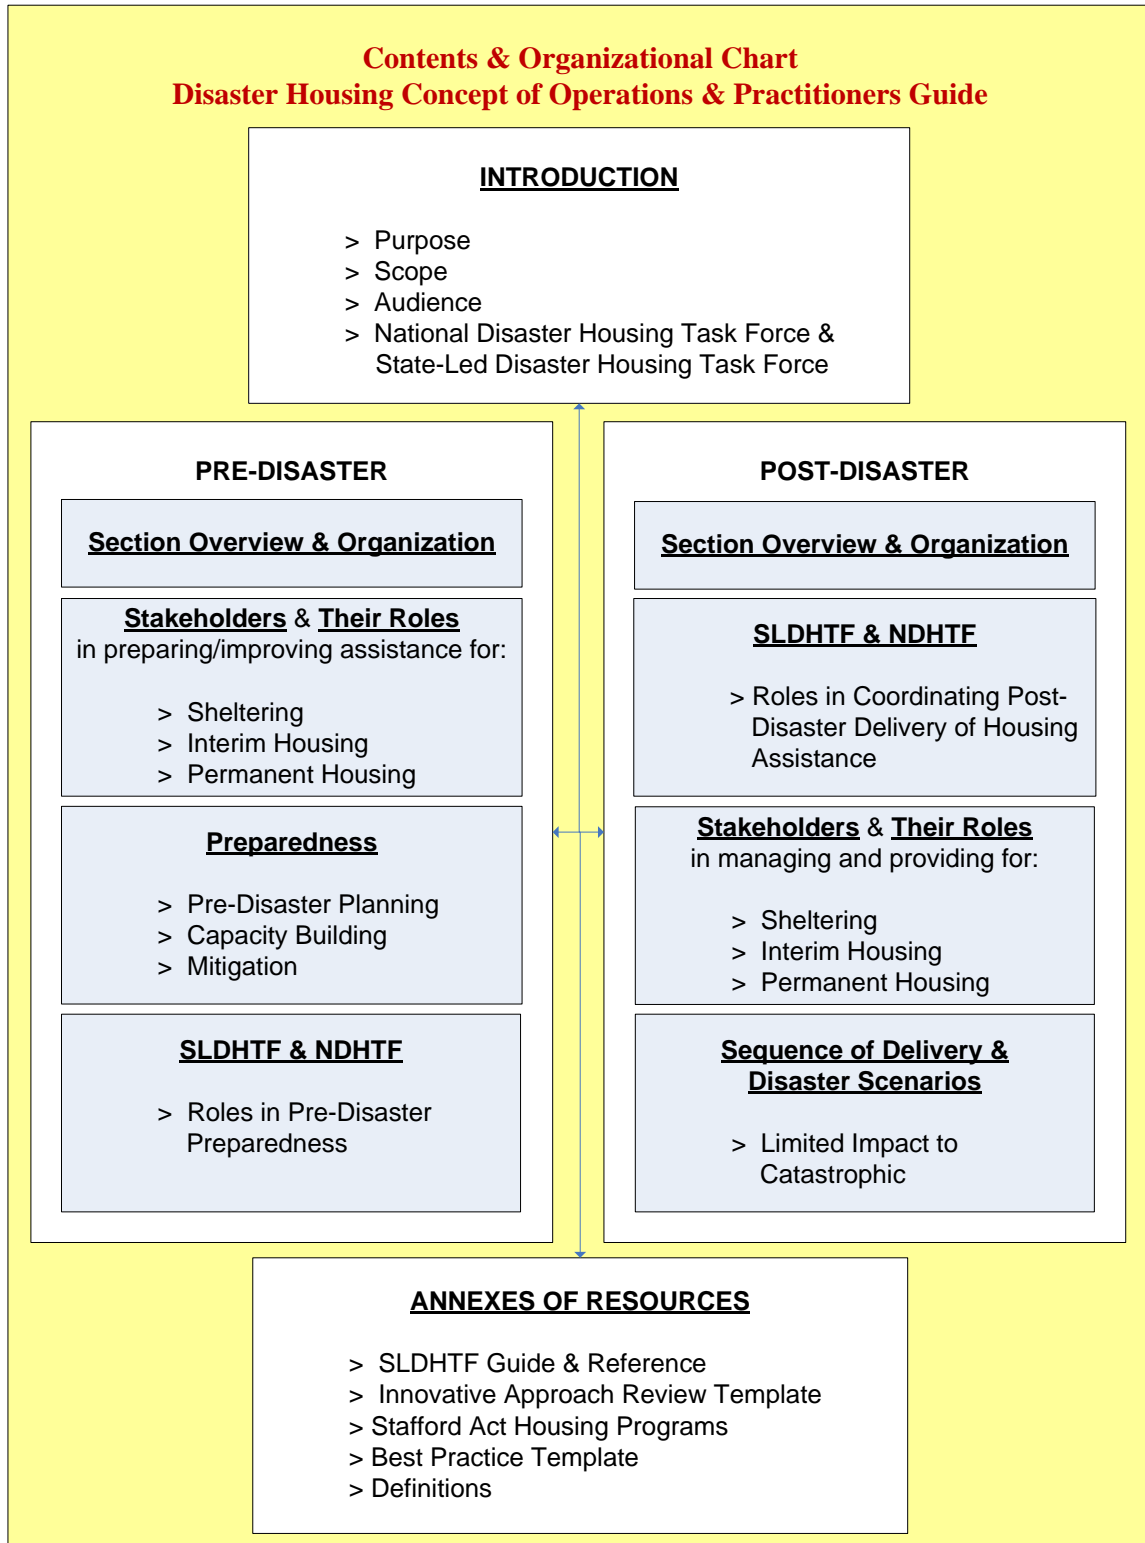 Contents & Organizational Chart
Disaster Housing Concept of Operations & Practitioners Guide
INTRODUCTION
> Purpose
> Scope
> Audience
> National Disaster Housing Task Force &
State-Led Disaster Housing Task Force
PRE-DISASTER
Section Overview & Organization
Stakeholders & Their Roles
in preparing/improving assistance for:
> Sheltering
> Interim Housing
> Permanent Housing
Preparedness
> Pre-Disaster Planning
> Capacity Building
> Mitigation
SLDHTF & NDHTF
> Roles in Pre-Disaster
Preparedness
POST-DISASTER
Section Overview & Organization
SLDHTF & NDHTF
> Roles in Coordinating Post-
Disaster Delivery of Housing
Assistance
Stakeholders & Their Roles
in managing and providing for:
> Sheltering
> Interim Housing
> Permanent Housing
Sequence of Delivery &
Disaster Scenarios
> Limited Impact to
Catastrophic
ANNEXES OF RESOURCES
> SLDHTF Guide & Reference
> Innovative Approach Review Template
> Stafford Act Housing Programs
> Best Practice Template
> Definitions